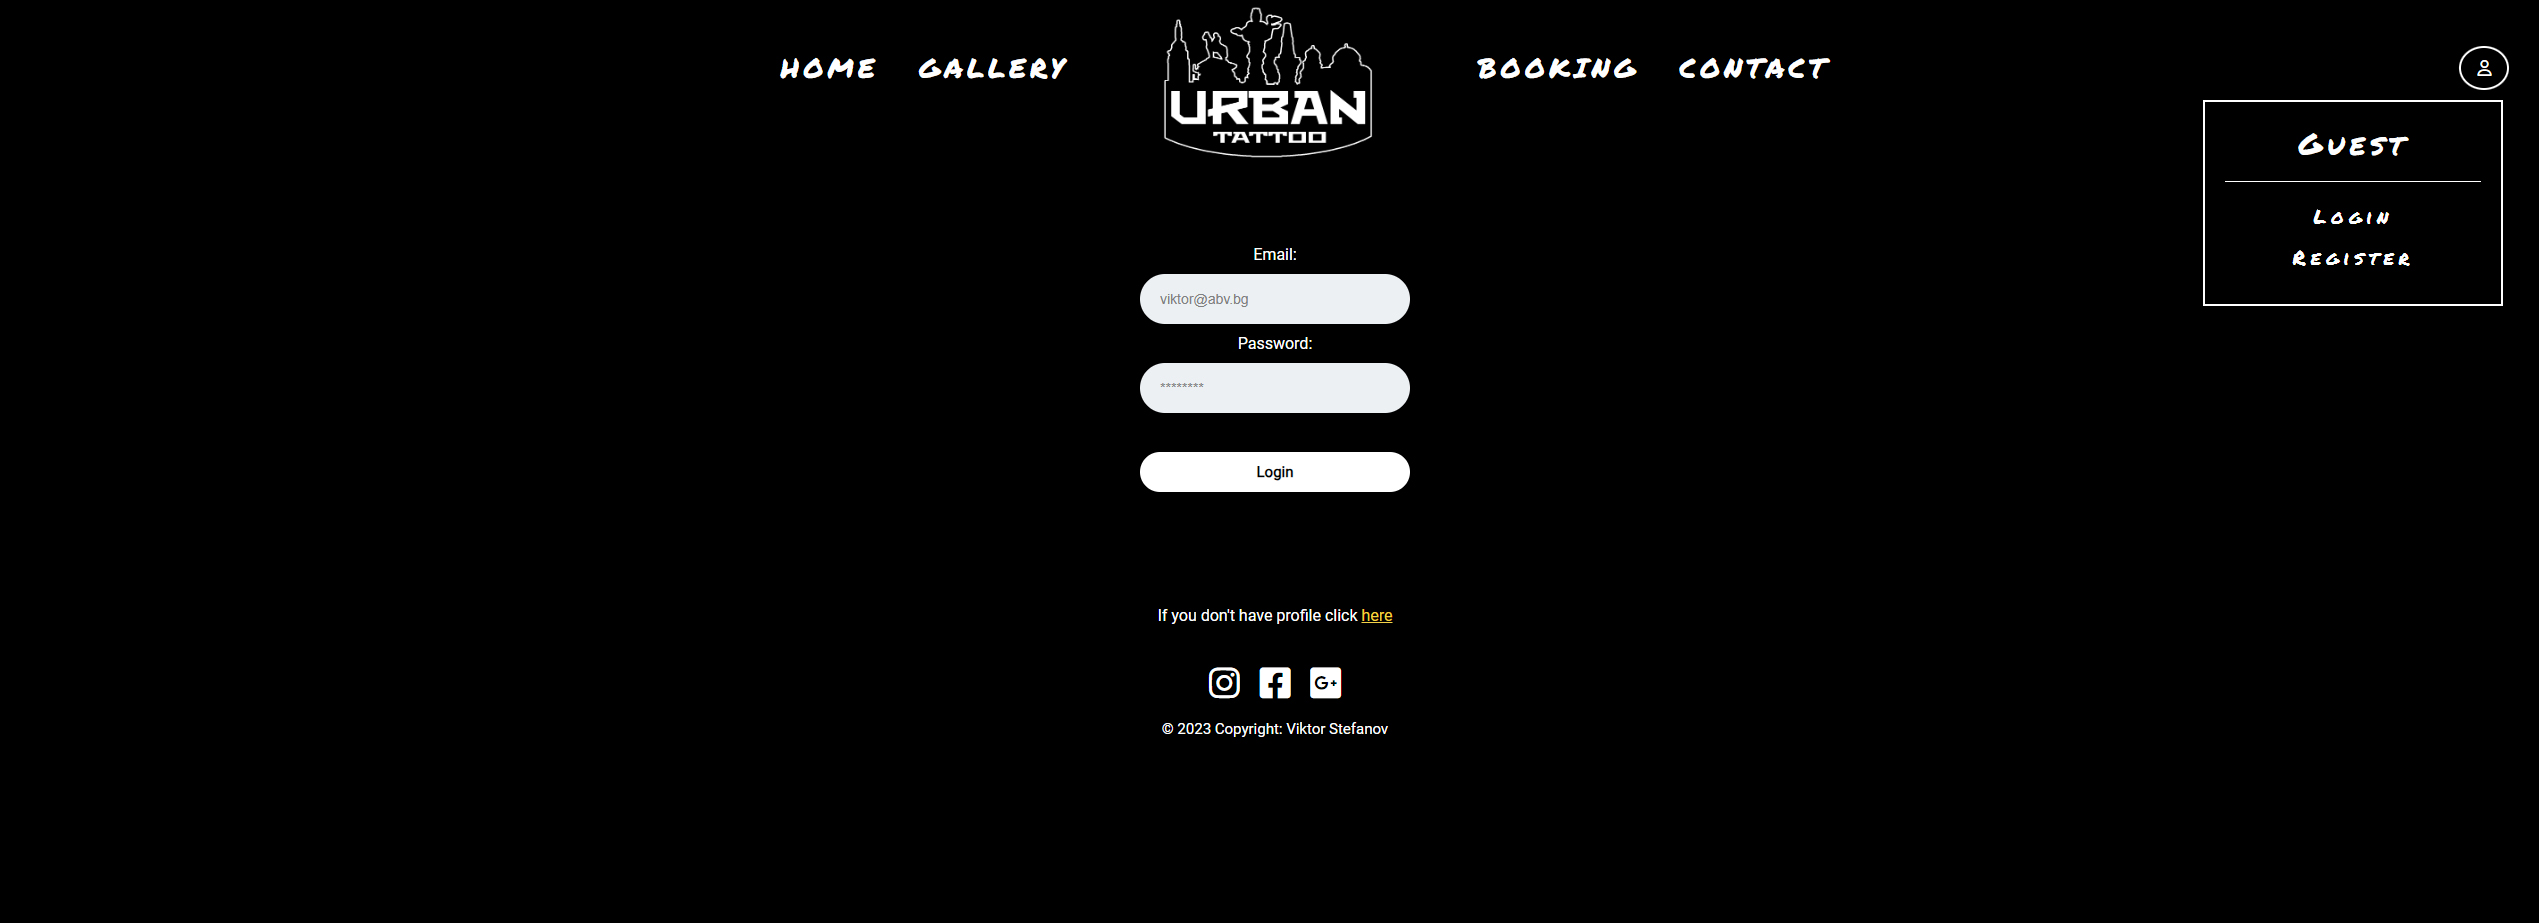 HOME GALLERY URBAN TATTOO BOOKING CONTACT
Guest
Login
Register
Email:
viktor@abv.bg
Password:
********
Login
If you don't have profile click here
G+
© 2023 Copyright: Viktor Stefanov